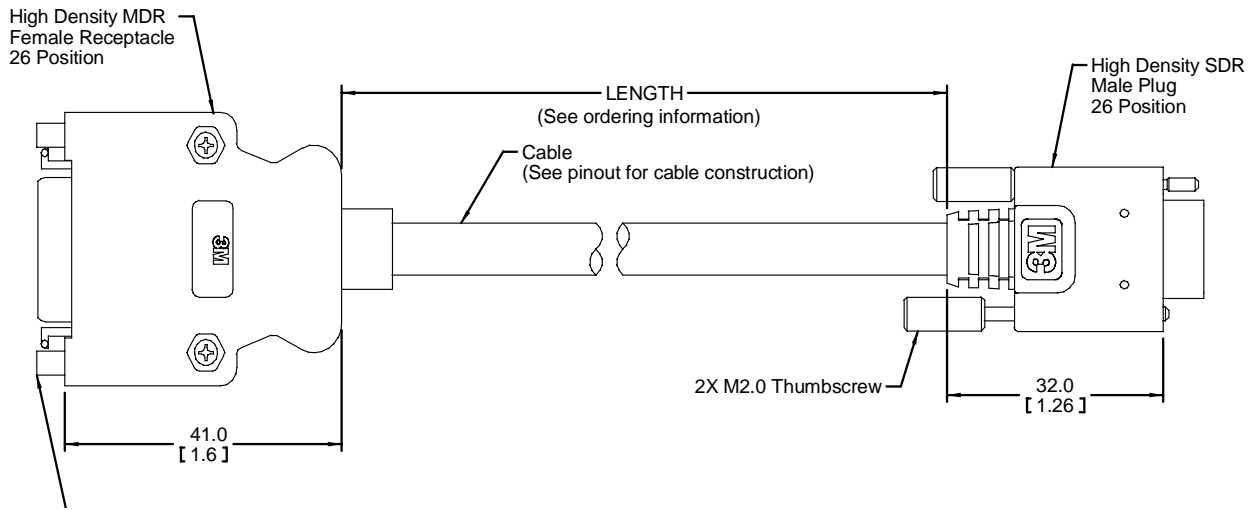 High Density MDR
Female Receptacle
26 Position
LENGTH
(See ordering information)
High Density SDR
Male Plug
26 Position
Cable
(See pinout for cable construction)
3M
3M
2X M2.0 Thumbscrew
32.0
[ 1.26 ]
41.0
[ 1.6 ]